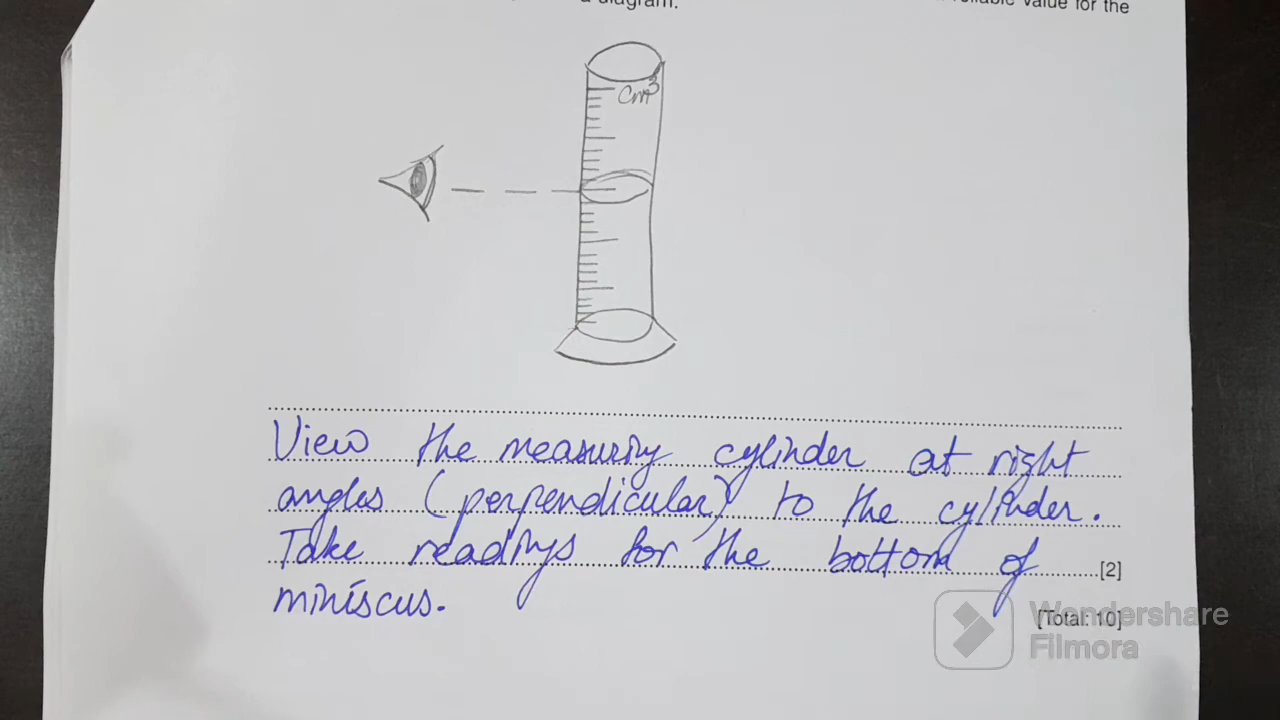 a diagram.
reliable value for the
cm³
View the measuring cylinder at right
angles (perpendicular) to the cylinder.
Take readings for the bottom of
miniscus.
[2]
[Total: 10]
Wondershare
Filmora